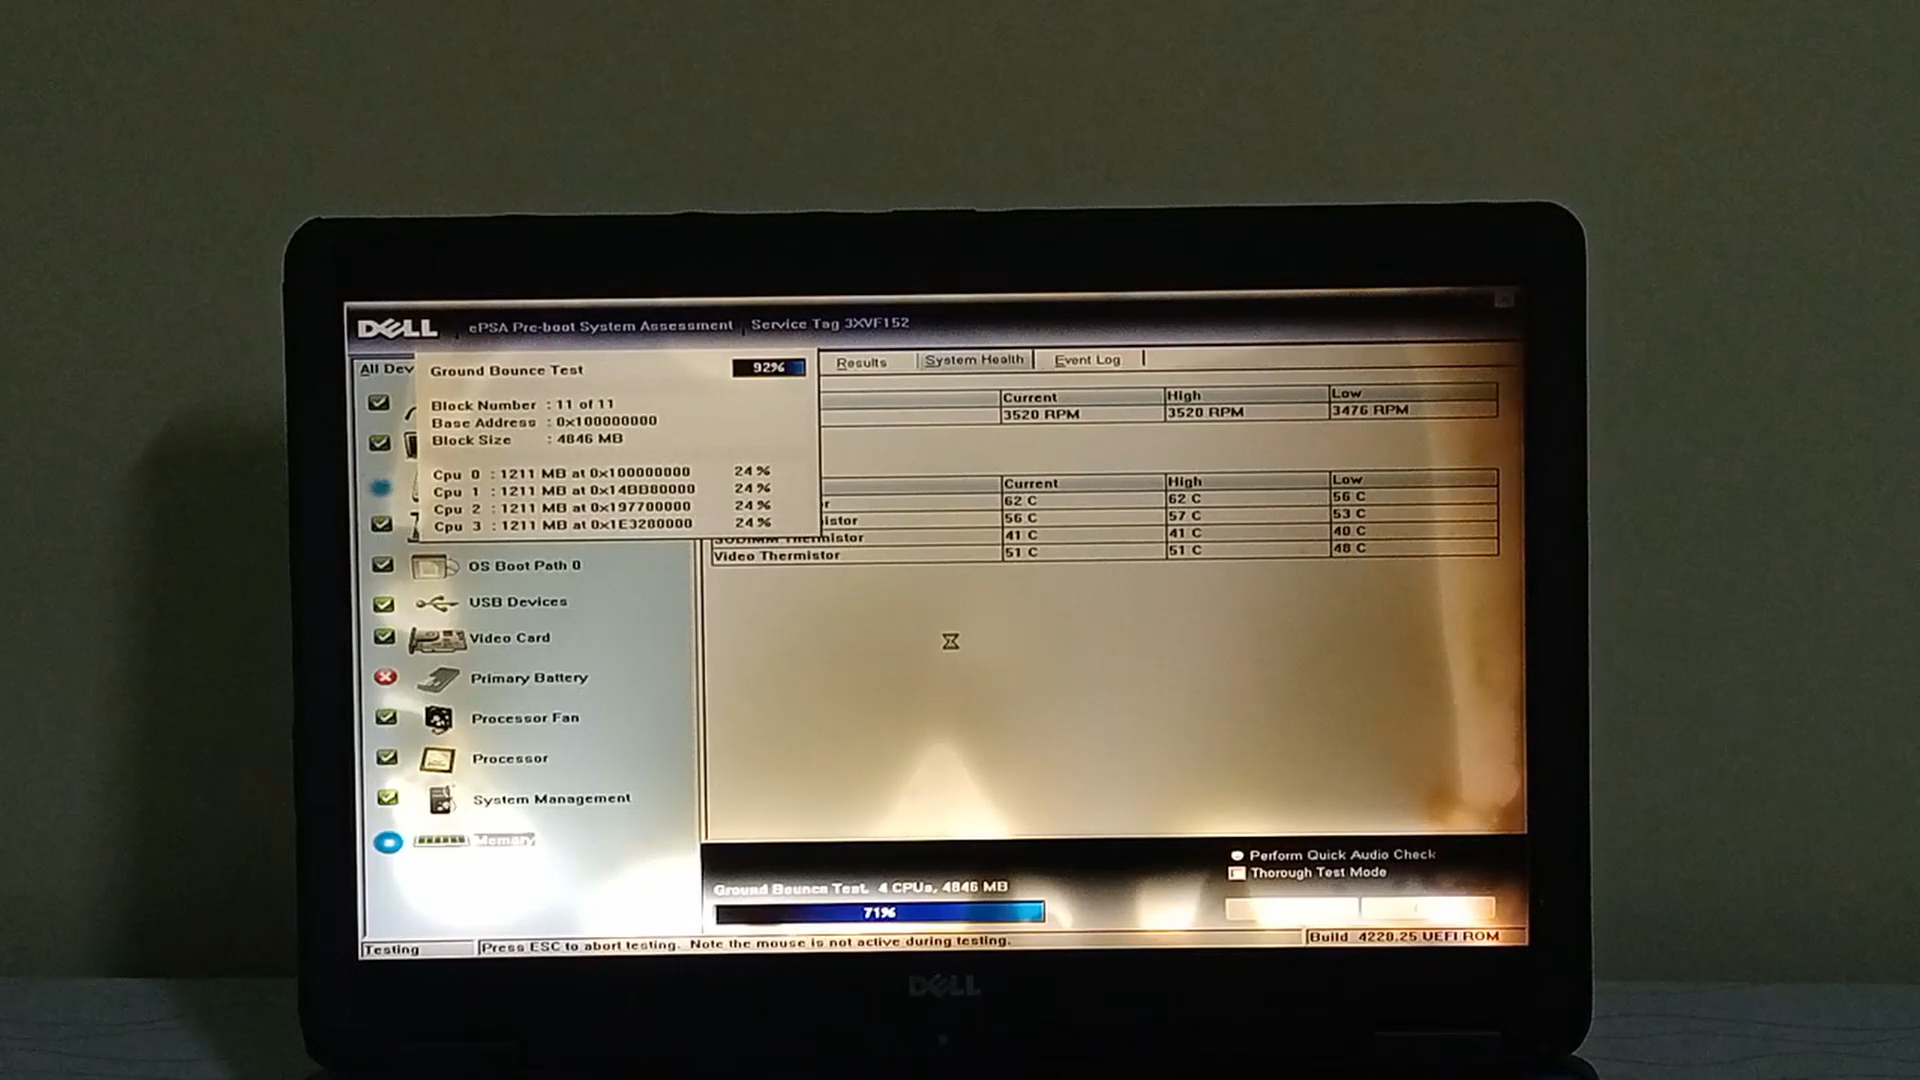 DELL ePSA Pre-boot System Assessment Service Tag 3XVF152
All Dev
Ground Bounce Test 92%
Block Number : 11 of 11
Base Address : 0x100000000
Block Size : 4846 MB
Cpu 0 : 1211 MB at 0x100000000 24 %
Cpu 1 : 1211 MB at 0x14BB80000 24 %
Cpu 2 : 1211 MB at 0x197700000 24 %
Cpu 3 : 1211 MB at 0x1E3280000 24 %
Results System Health Event Log
Current High Low
3520 RPM 3520 RPM 3476 RPM
Current High Low
r 62 C 62 C 56 C
istor 56 C 57 C 53 C
SODIMM Thermistor 41 C 41 C 40 C
Video Thermistor 51 C 51 C 48 C
OS Boot Path 0
USB Devices
Video Card
Primary Battery
Processor Fan
Processor
System Management
Memory
Ground Bounce Test, 4 CPUs, 4846 MB
71%
Perform Quick Audio Check
Thorough Test Mode
Testing Press ESC to abort testing. Note the mouse is not active during testing. Build 4220.25 UEFI ROM
DELL